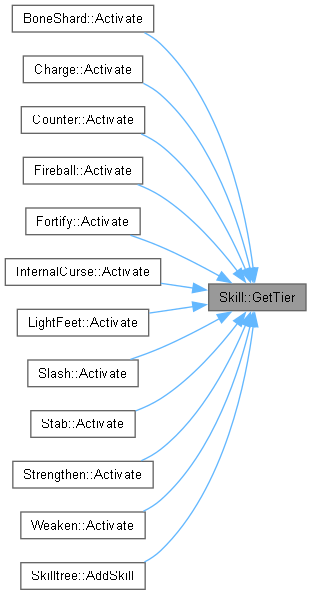 BoneShard::Activate
Charge::Activate
Counter::Activate
Fireball::Activate
Fortify::Activate
InternalCurse::Activate
Skill::GetTier
LightFeet::Activate
Slash::Activate
Stab::Activate
Strengthen::Activate
Weaken::Activate
Skilltree::AddSkill